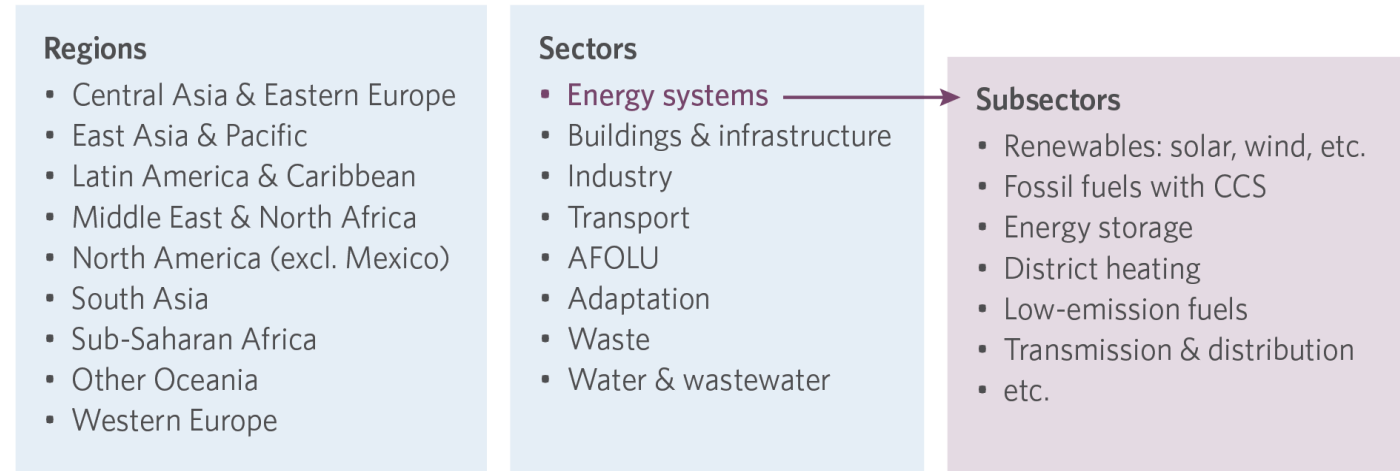 Regions
• Central Asia & Eastern Europe
• East Asia & Pacific
• Latin America & Caribbean
• Middle East & North Africa
• North America (excl. Mexico)
• South Asia
• Sub-Saharan Africa
• Other Oceania
• Western Europe
Sectors
• Energy systems
• Buildings & infrastructure
• Industry
• Transport
• AFOLU
• Adaptation
• Waste
• Water & wastewater
Subsectors
• Renewables: solar, wind, etc.
• Fossil fuels with CCS
• Energy storage
• District heating
• Low-emission fuels
• Transmission & distribution
• etc.